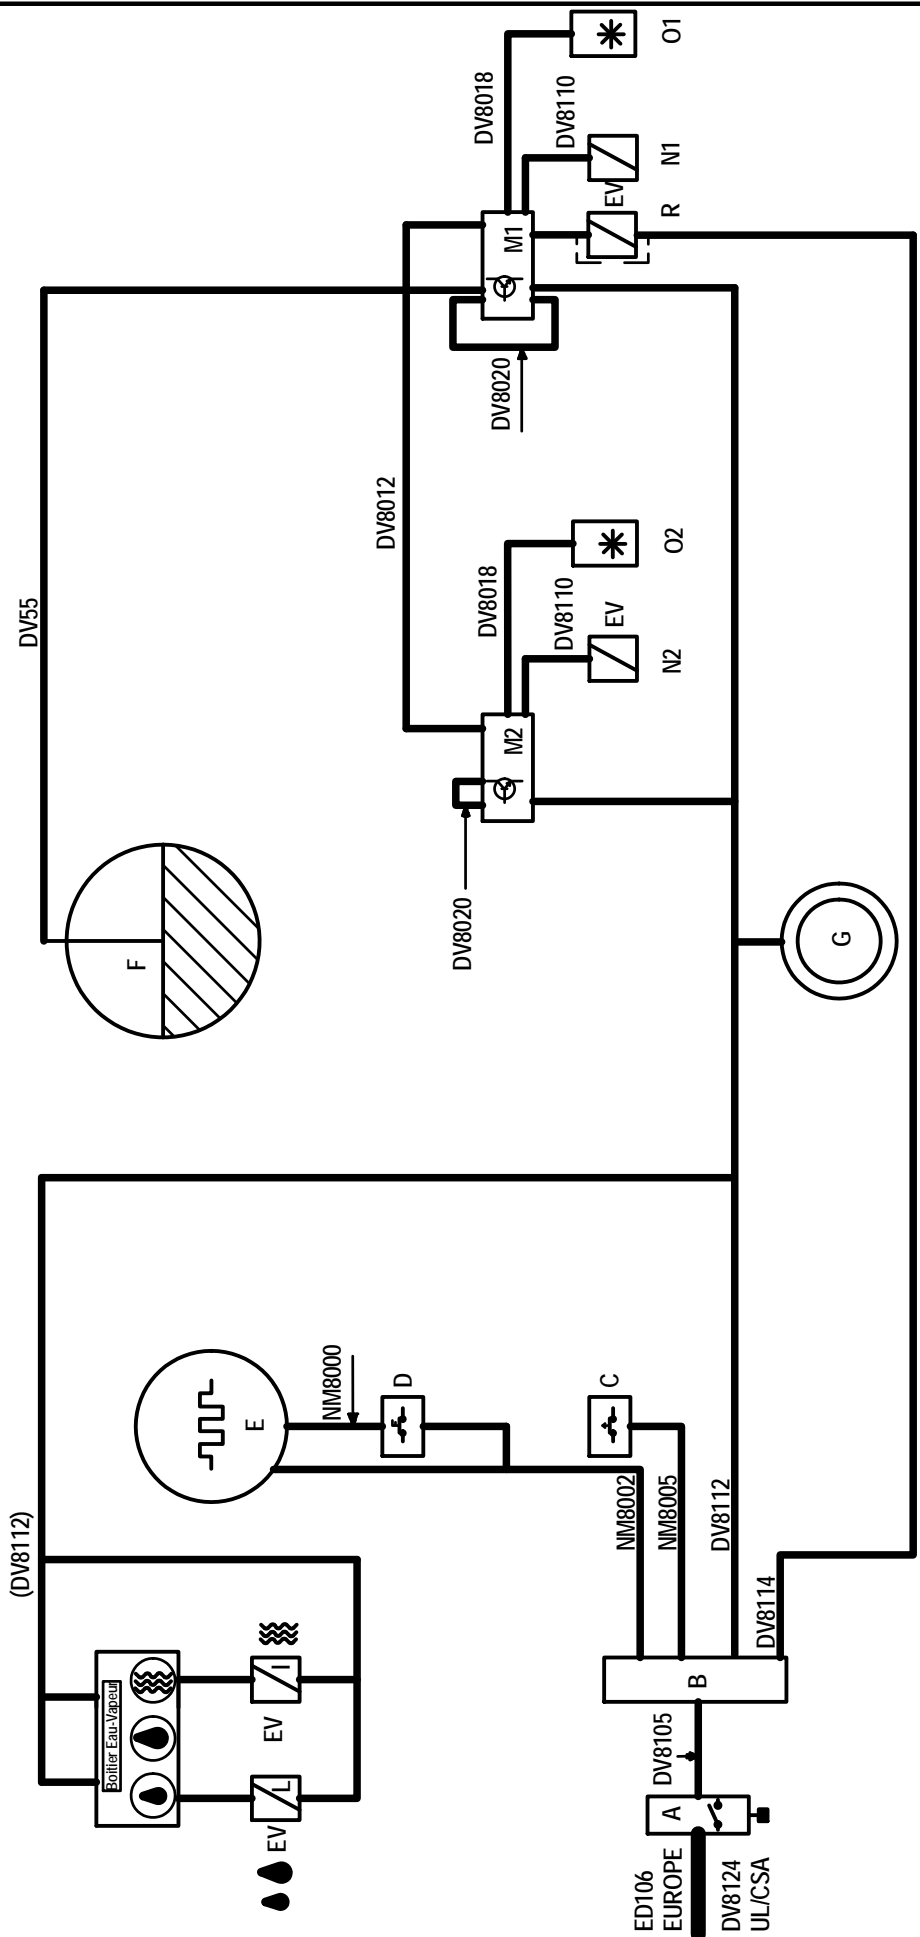 (DV8112)
Boitier Eau-Vapeur
EV
L
EV
I
E
NM8000
D
C
NM8002
NM8005
DV8112
DV8114
B
DV8105
A
ED106
EUROPE
DV8124
UL/CSA
F
DV55
G
DV8020
M2
DV8012
DV8018
DV8110
EV
N2
O2
DV8020
M1
DV8018
DV8110
EV
R
N1
O1